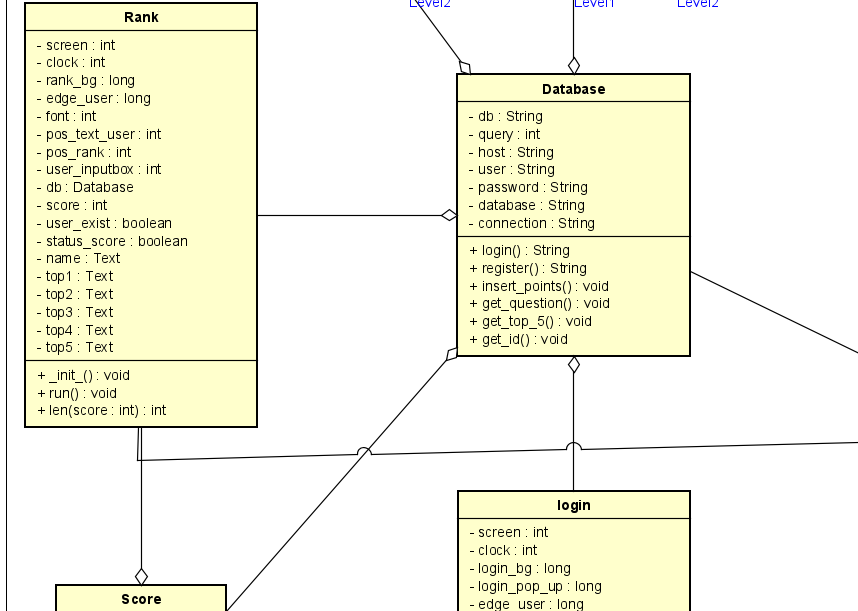 Level2
Level1
Level2
Rank
- screen : int
- clock : int
- rank_bg : long
- edge_user : long
- font : int
- pos_text_user : int
- pos_rank : int
- user_inputbox : int
- db : Database
- score : int
- user_exist : boolean
- status_score : boolean
- name : Text
- top1 : Text
- top2 : Text
- top3 : Text
- top4 : Text
- top5 : Text
+ _init_() : void
+ run() : void
+ len(score : int) : int
Database
- db : String
- query : int
- host : String
- user : String
- password : String
- database : String
- connection : String
+ login() : String
+ register() : String
+ insert_points() : void
+ get_question() : void
+ get_top_5() : void
+ get_id() : void
Score
login
- screen : int
- clock : int
- login_bg : long
- login_pop_up : long
- edge_user : long